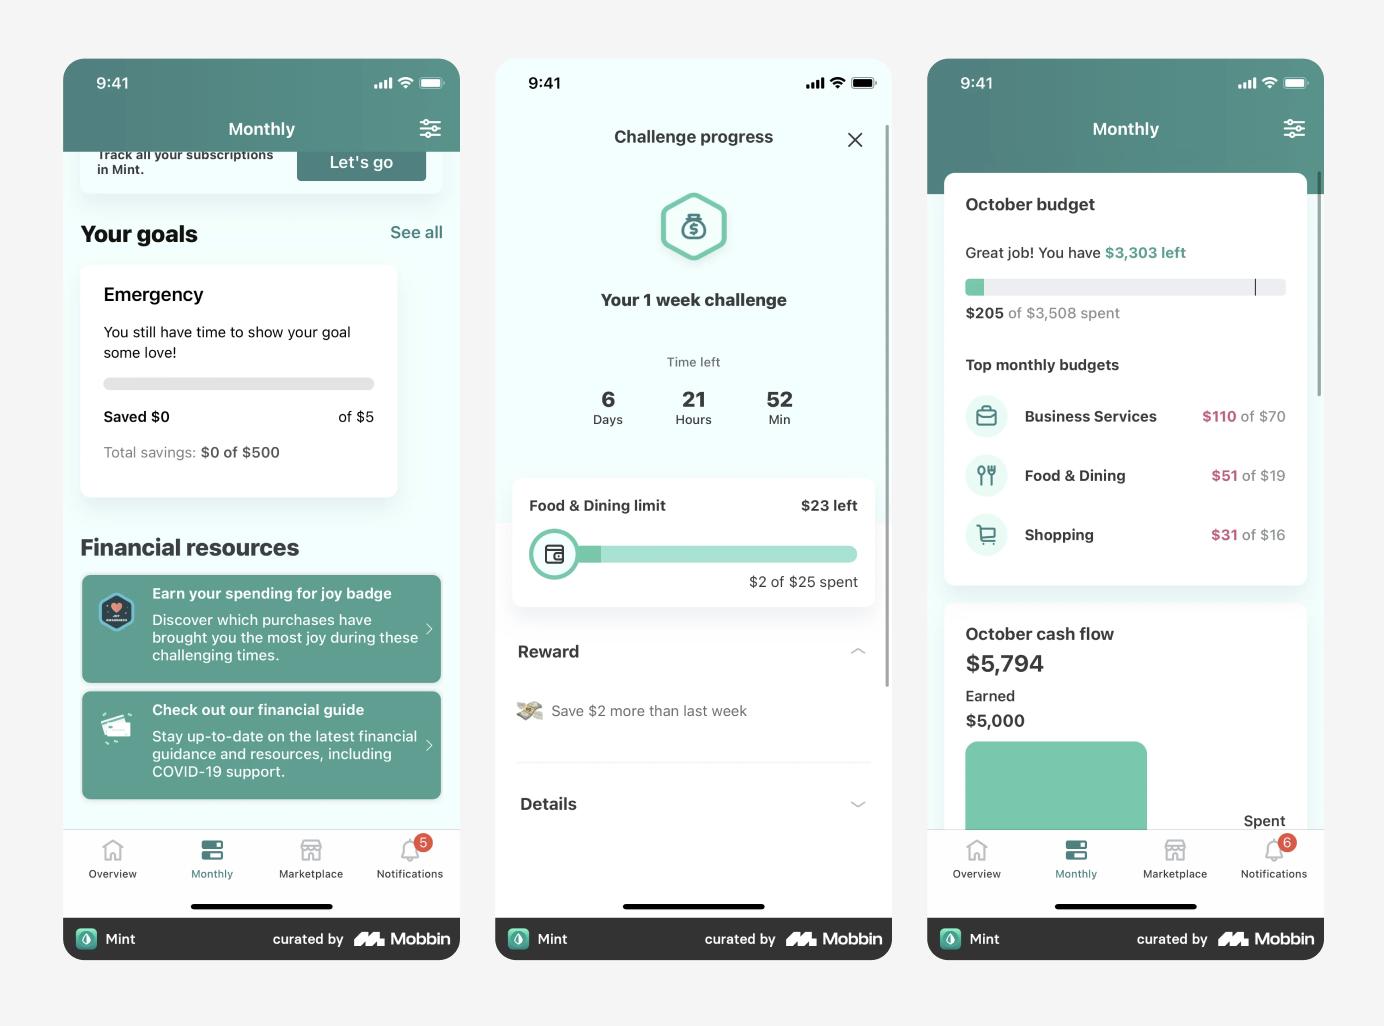 9:41
Monthly
Track all your subscriptions
in Mint.
Let's go
Your goals
See all
Emergency
You still have time to show your goal
some love!
Saved $0
of $5
Total savings: $0 of $500
Financial resources
Earn your spending for joy badge
Discover which purchases have
brought you the most joy during these
challenging times.
Check out our financial guide
Stay up-to-date on the latest financial
guidance and resources, including
COVID-19 support.
5
Overview
Monthly
Marketplace
Notifications
Mint
curated by Mobbin
9:41
Challenge progress
Your 1 week challenge
Time left
6
Days
21
Hours
52
Min
Food & Dining limit
$23 left
$2 of $25 spent
Reward
Save $2 more than last week
Details
Mint
curated by Mobbin
9:41
Monthly
October budget
Great job! You have $3,303 left
$205 of $3,508 spent
Top monthly budgets
Business Services
$110 of $70
Food & Dining
$51 of $19
Shopping
$31 of $16
October cash flow
$5,794
Earned
$5,000
Spent
6
Overview
Monthly
Marketplace
Notifications
Mint
curated by Mobbin